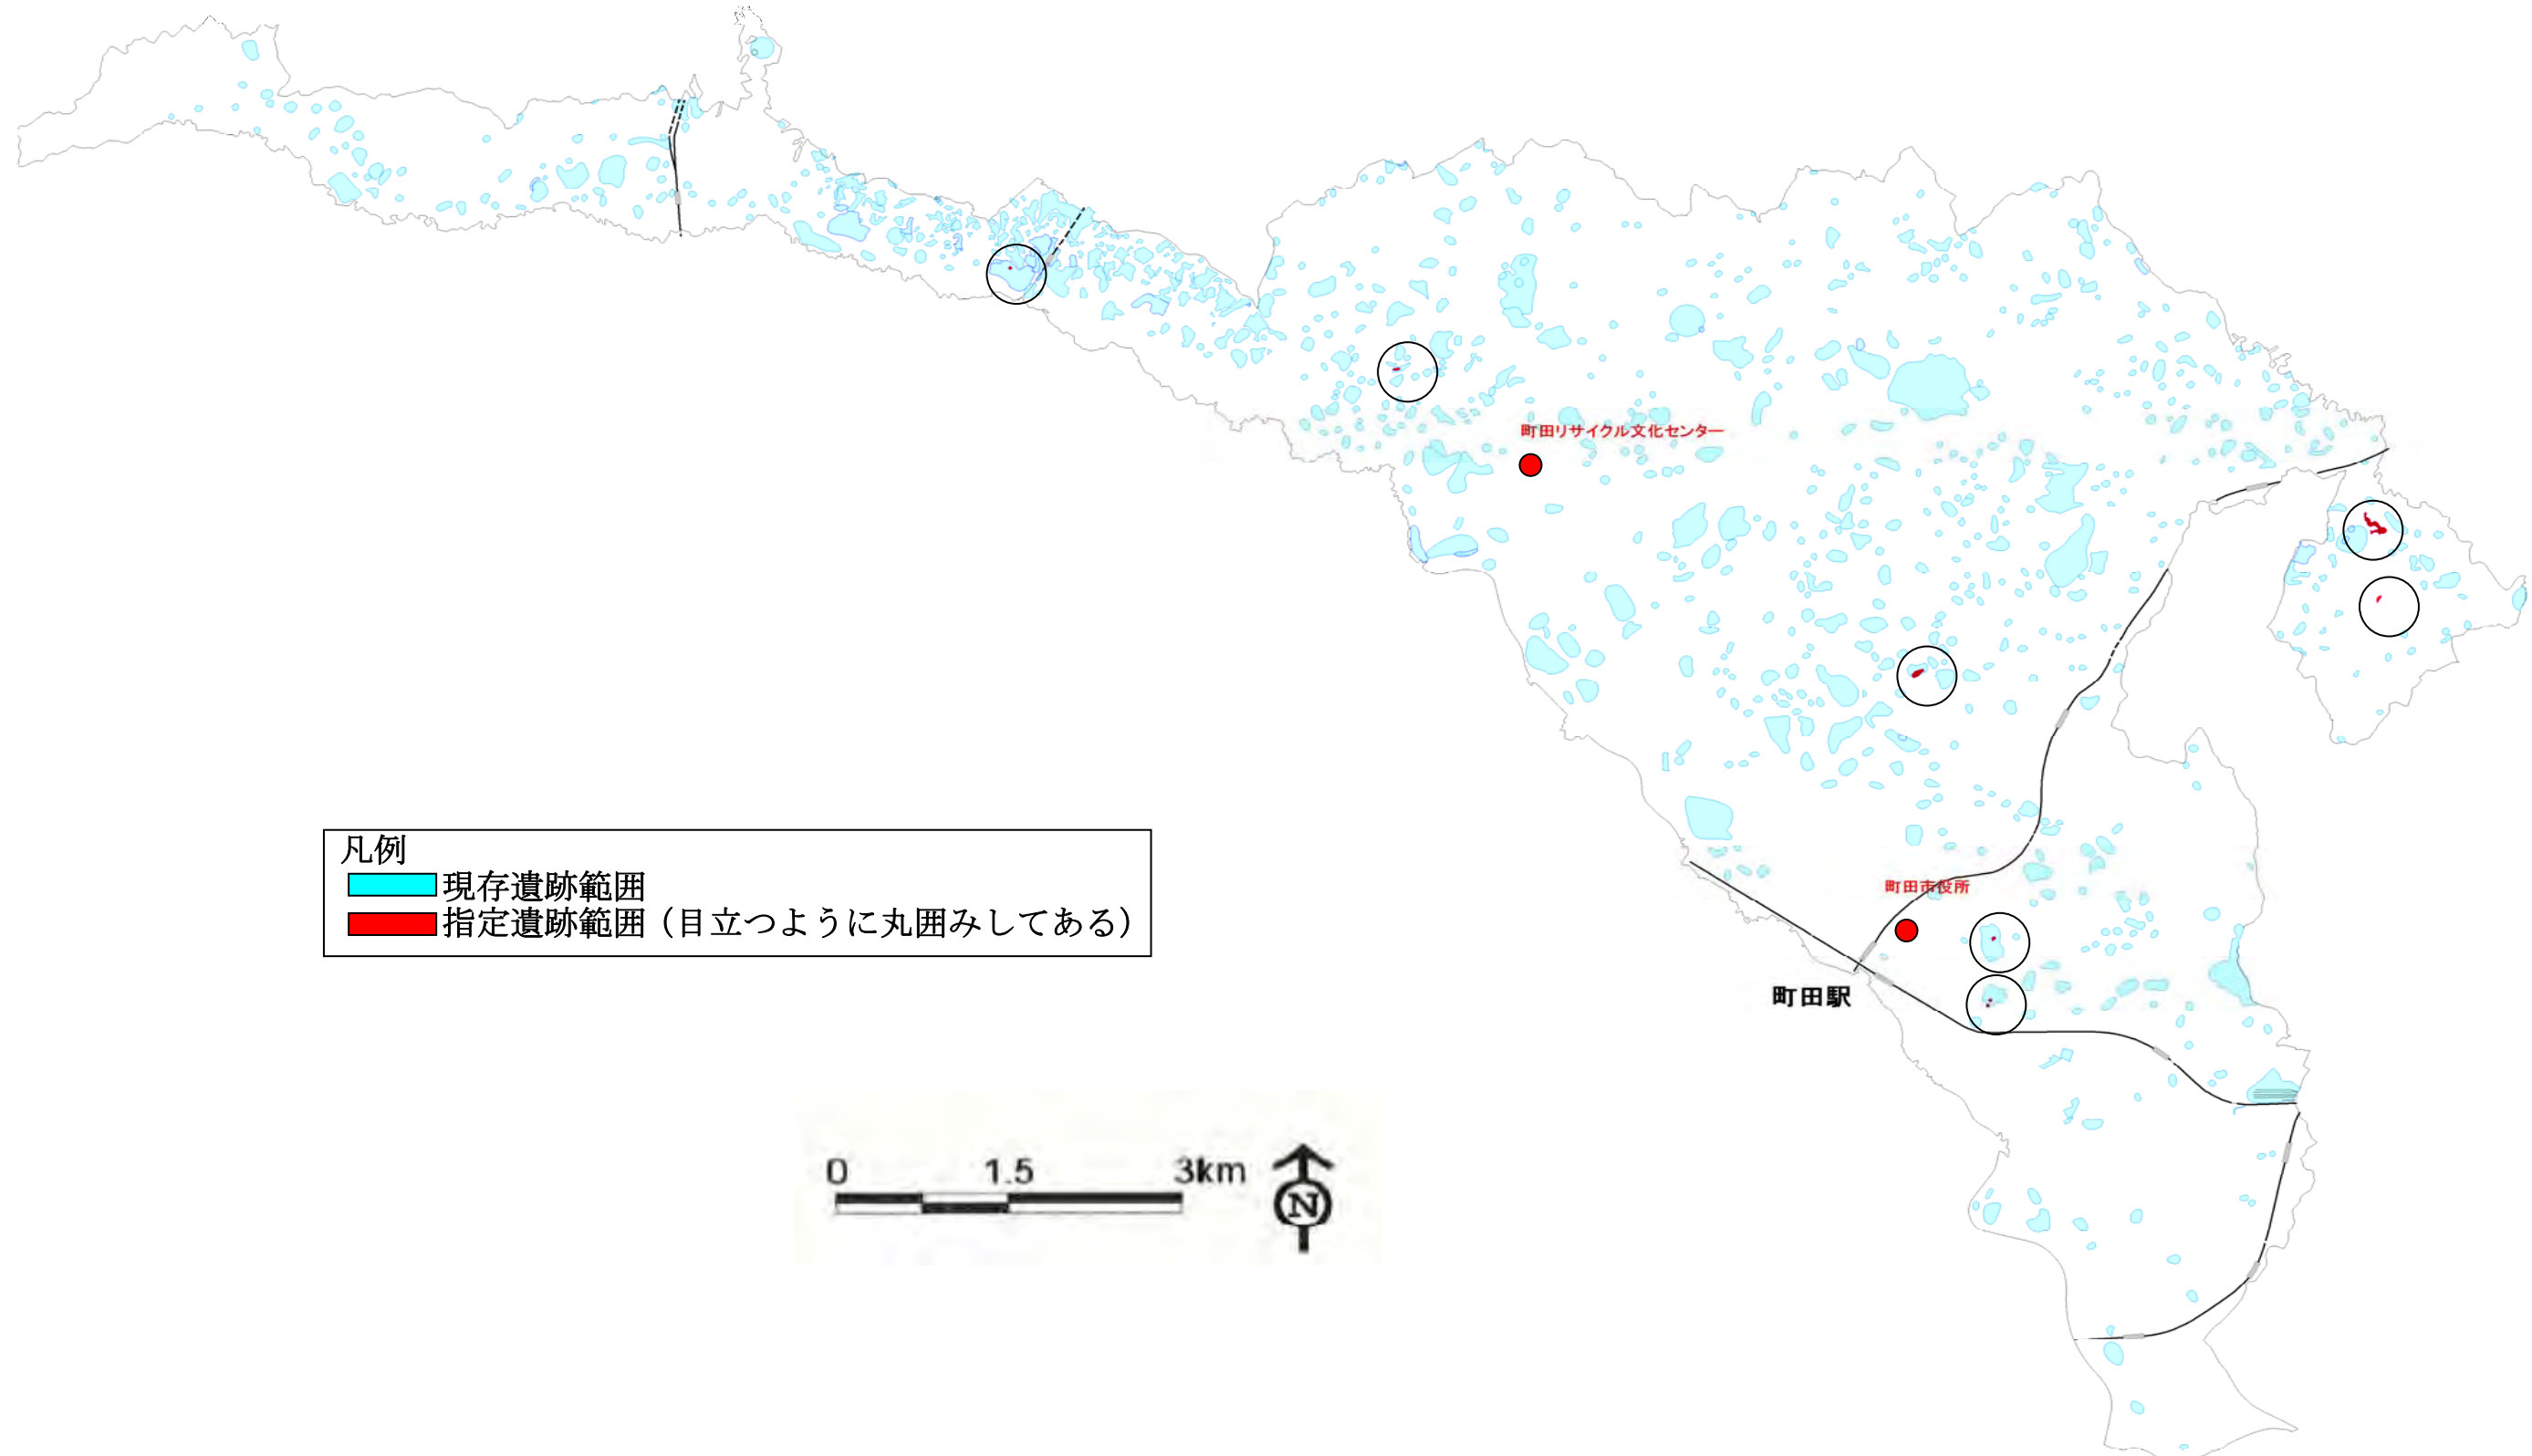 町田リサイクル文化センター
凡例
現存遺跡範囲
指定遺跡範囲（目立つように丸囲みしてある）
町田市役所
町田駅
0 1.5 3km
N